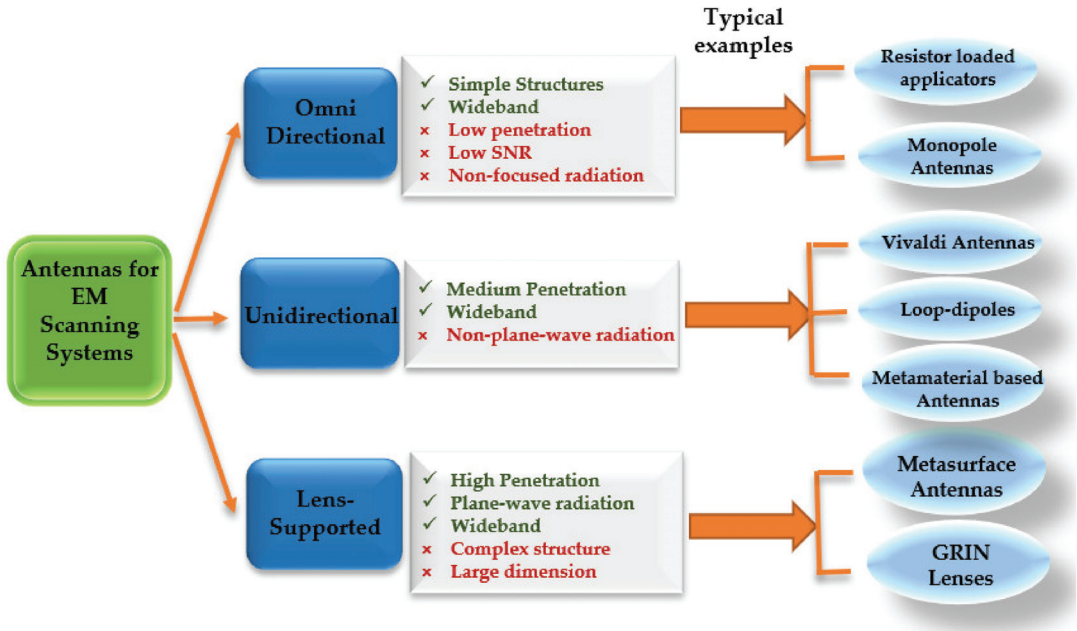 Typical
examples
Antennas for
EM
Scanning
Systems
Omni
Directional
✓ Simple Structures
✓ Wideband
× Low penetration
× Low SNR
× Non-focused radiation
Resistor loaded
applicators
Monopole
Antennas
Unidirectional
✓ Medium Penetration
✓ Wideband
× Non-plane-wave radiation
Vivaldi Antennas
Loop-dipoles
Metamaterial based
Antennas
Lens-
Supported
✓ High Penetration
✓ Plane-wave radiation
✓ Wideband
× Complex structure
× Large dimension
Metasurface
Antennas
GRIN
Lenses